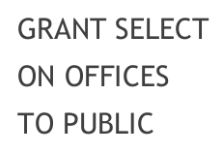 GRANT SELECT
ON OFFICES
TO PUBLIC